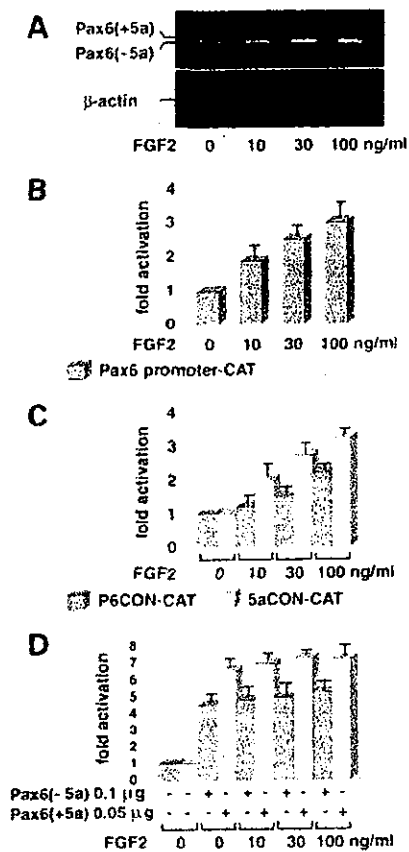 A
Pax6(+5a)
Pax6(-5a)
β-actin
FGF2 0 10 30 100 ng/ml
B
fold activation
4
3
2
1
0
FGF2 0 10 30 100 ng/ml
Pax6 promoter-CAT
C
fold activation
4
3
2
1
0
FGF2 0 10 30 100 ng/ml
P6CON-CAT 5aCON-CAT
D
fold activation
8
7
6
5
4
3
2
1
0
Pax6(-5a) 0.1 μg - - + - + - + - + -
Pax6(+5a) 0.05 μg - - - + - + - + - +
FGF2 0 0 10 30 100 ng/ml